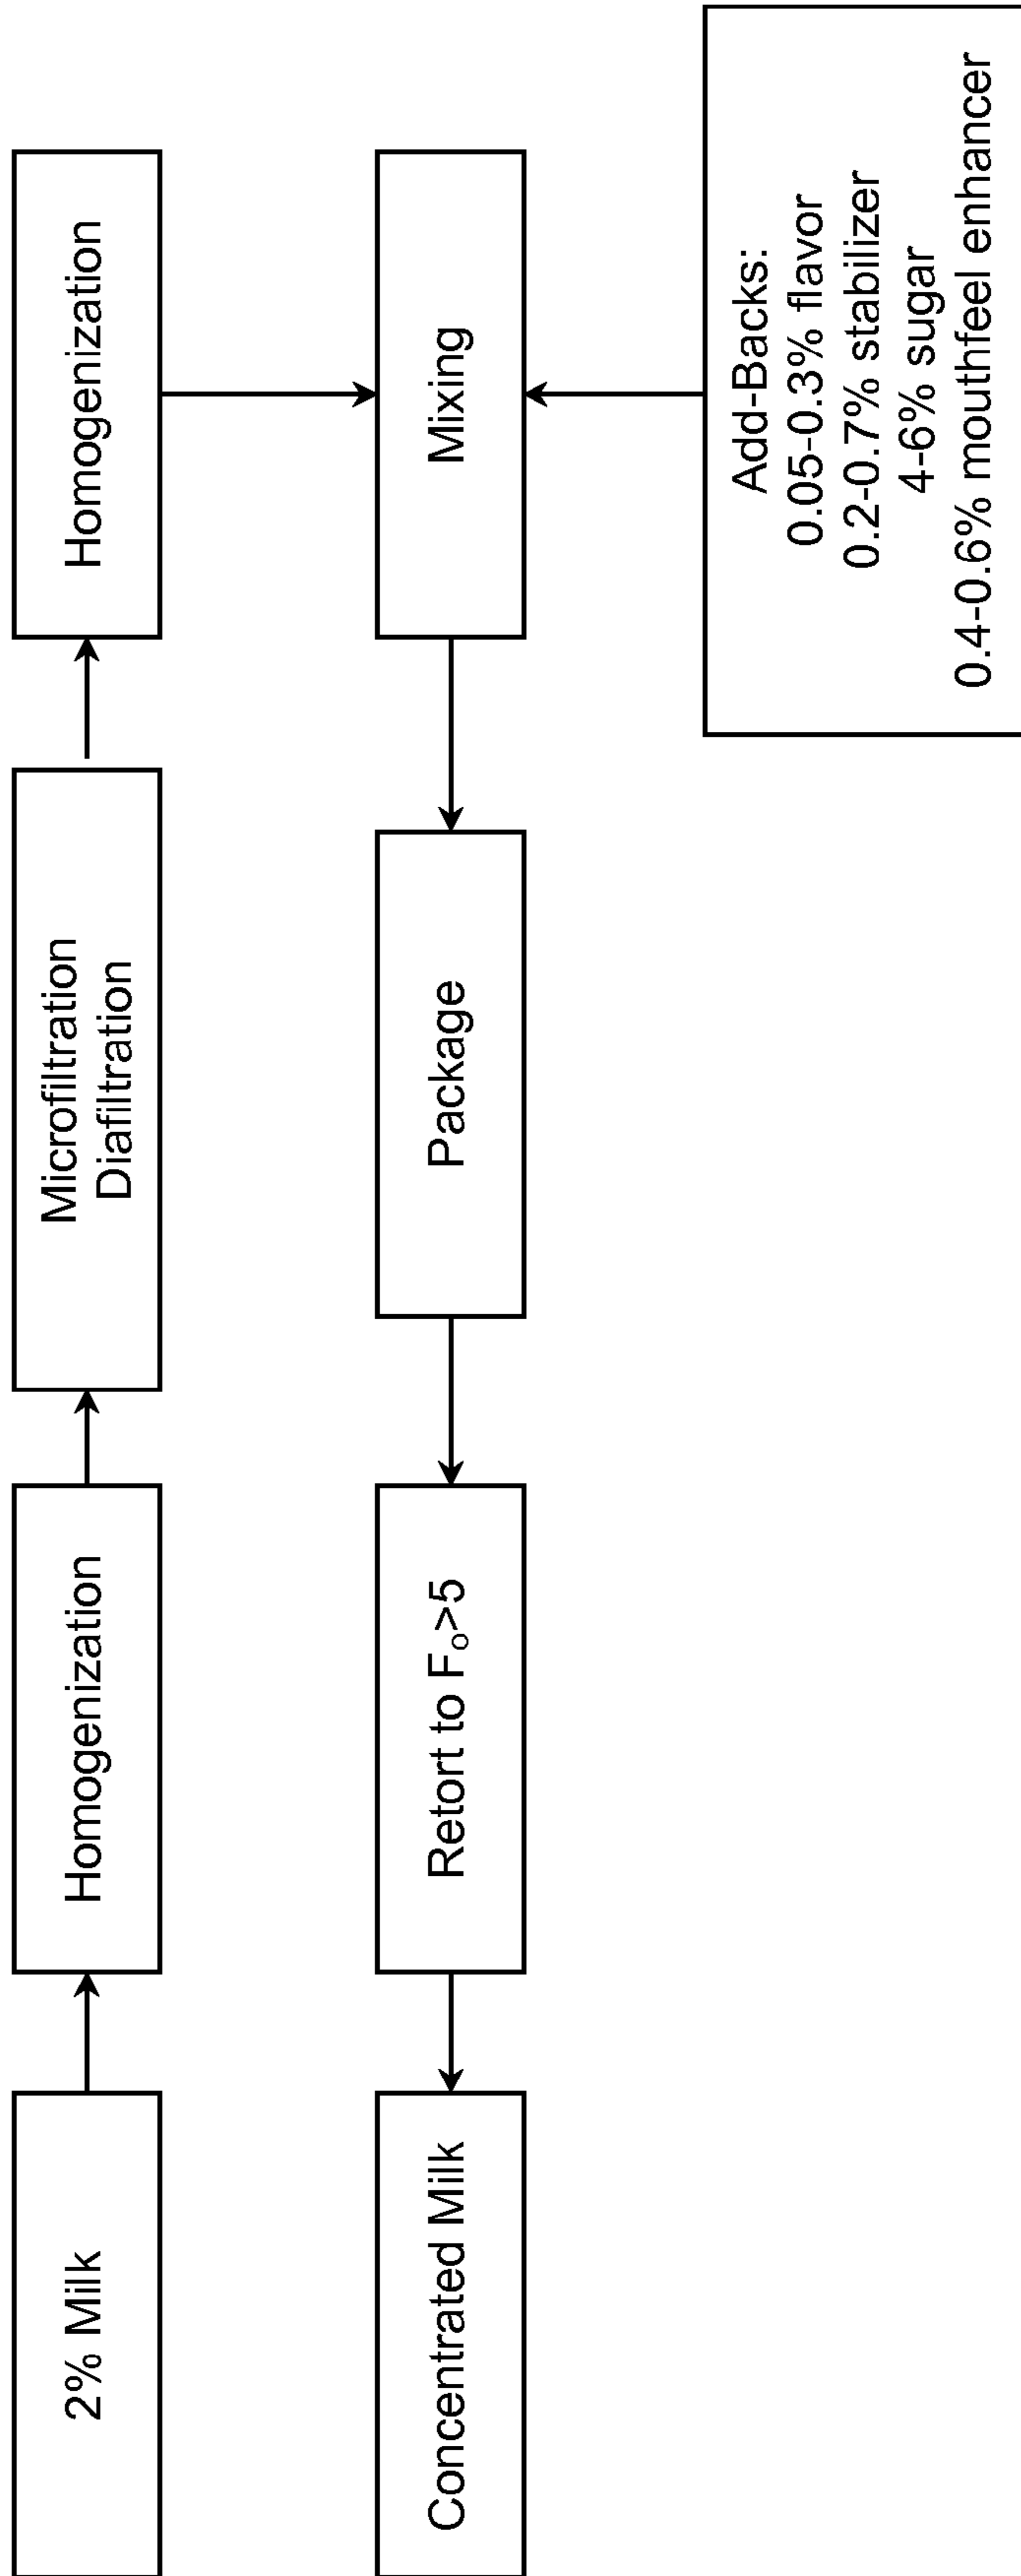 2% Milk
Homogenization
Microfiltration
Diafiltration
Homogenization
Concentrated Milk
Retort to Fₒ>5
Package
Mixing
Add-Backs:
0.05-0.3% flavor
0.2-0.7% stabilizer
4-6% sugar
0.4-0.6% mouthfeel enhancer